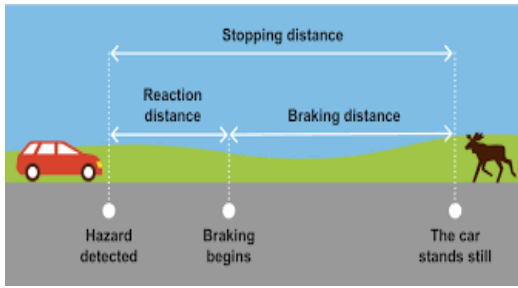 Stopping distance
Reaction
distance
Braking distance
Hazard
detected
Braking
begins
The car
stands still